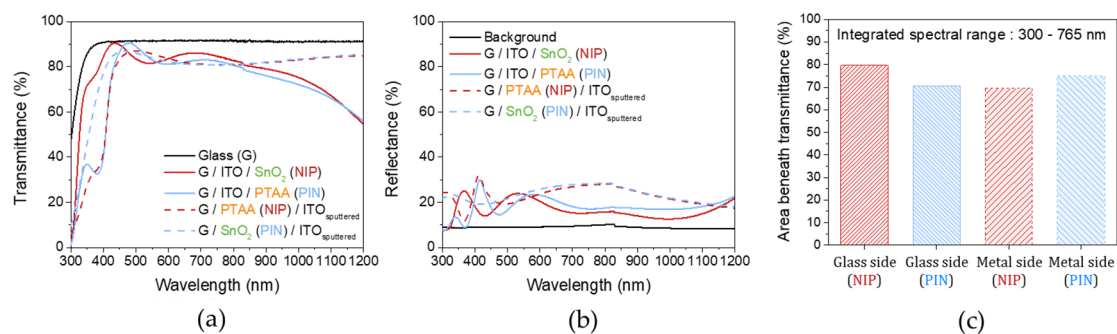 100
80
60
40
20
0
Transmittance (%)
Glass (G)
G / ITO / SnO2 (NIP)
G / ITO / PTAA (PIN)
G / PTAA (NIP) / ITOsputtered
G / SnO2 (PIN) / ITOsputtered
300 400 500 600 700 800 900 1000 1100 1200
Wavelength (nm)
(a)
100
80
60
40
20
0
Reflectance (%)
Background
G / ITO / SnO2 (NIP)
G / ITO / PTAA (PIN)
G / PTAA (NIP) / ITOsputtered
G / SnO2 (PIN) / ITOsputtered
300 400 500 600 700 800 900 1000 1100 1200
Wavelength (nm)
(b)
100
90
80
70
60
50
40
30
20
10
0
Area beneath transmittance (%)
Integrated spectral range : 300 - 765 nm
Glass side Glass side Metal side Metal side
(NIP) (PIN) (NIP) (PIN)
(c)